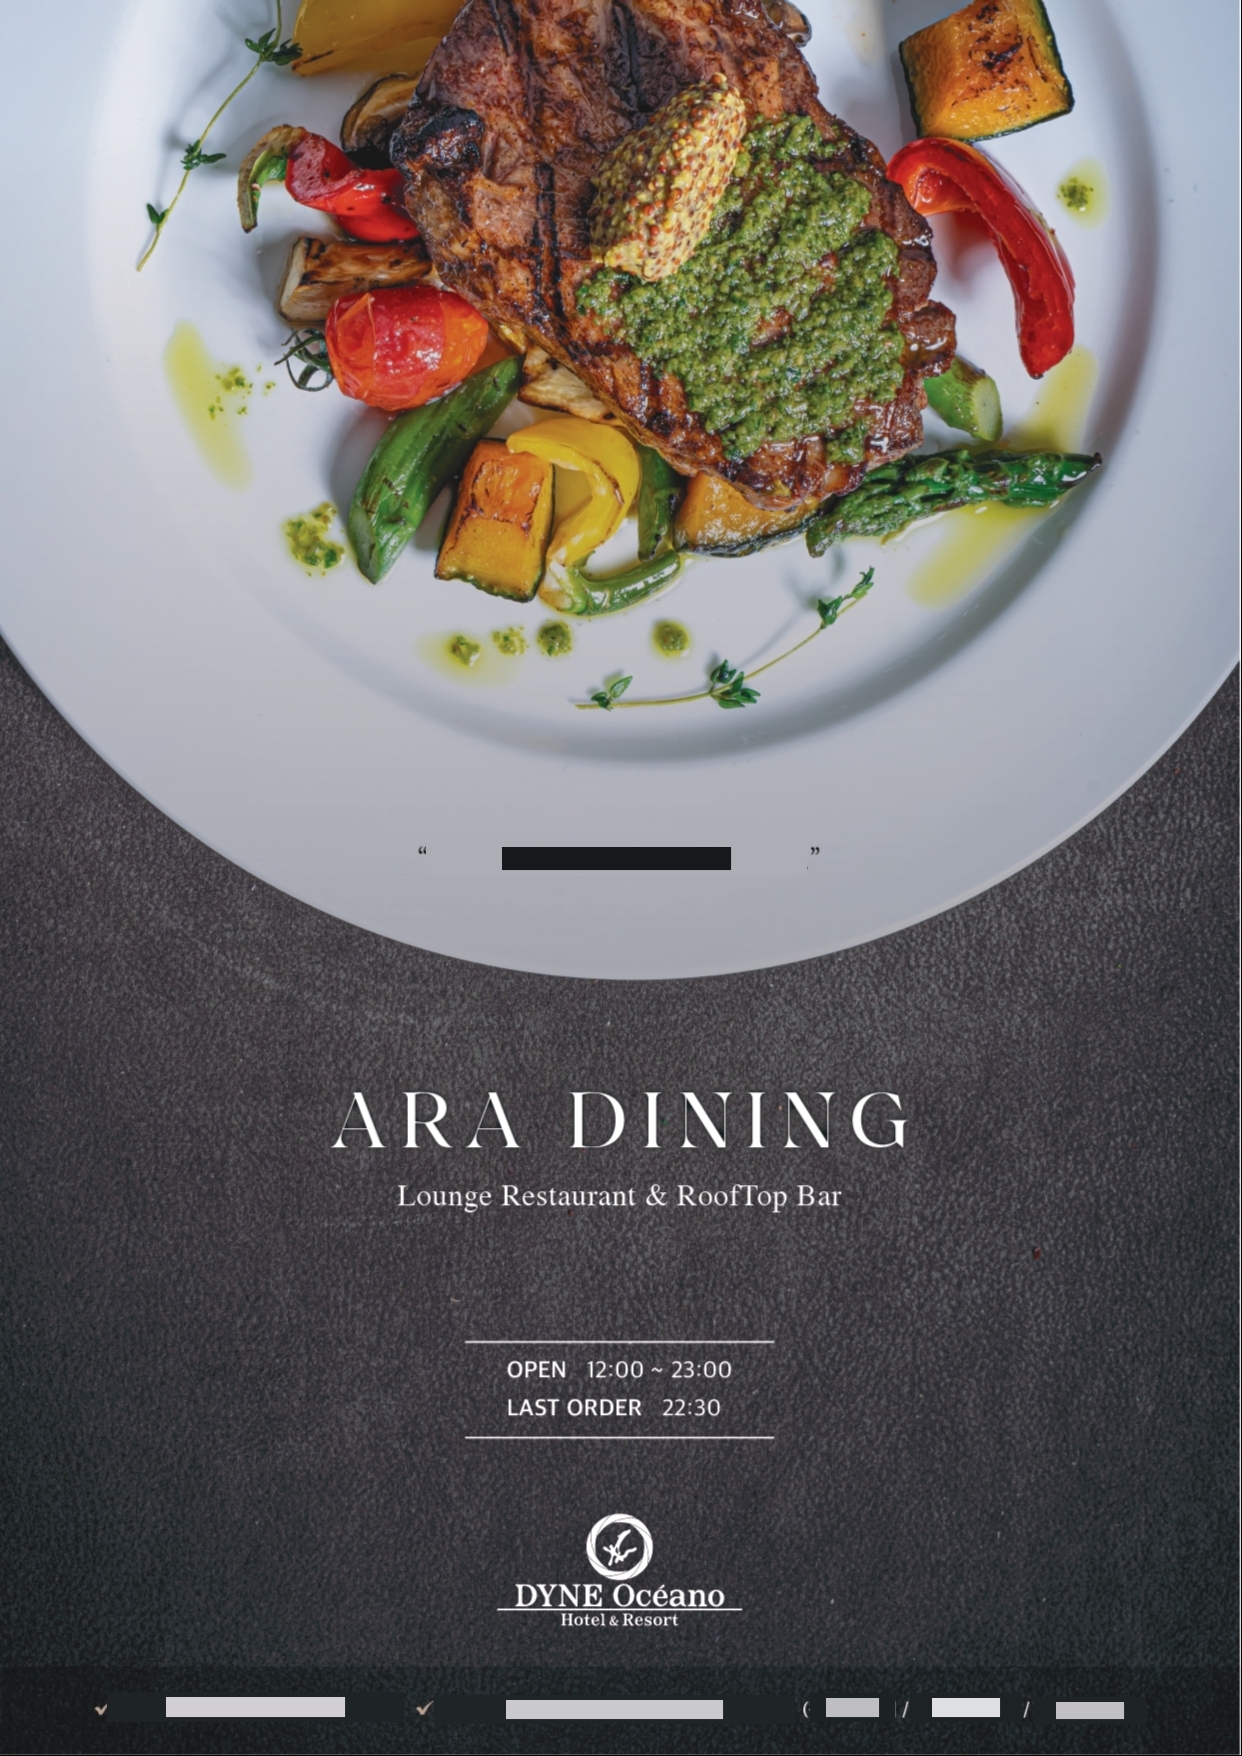 “ ”
ARA DINING
Lounge Restaurant & RoofTop Bar
OPEN 12:00 ~ 23:00
LAST ORDER 22:30
DYNE Océano
Hotel & Resort
✓ ✓ ( / /